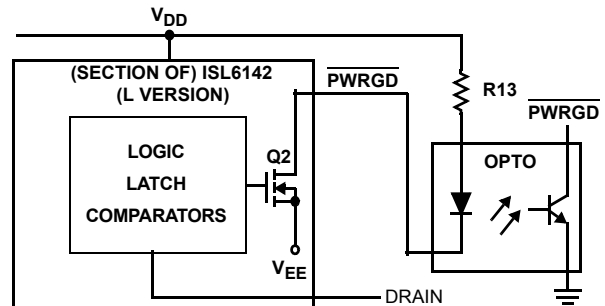 VDD
(SECTION OF) ISL6142
(L VERSION)
PWRGD
R13
PWRGD
OPTO
Q2
LOGIC
LATCH
COMPARATORS
VEE
DRAIN